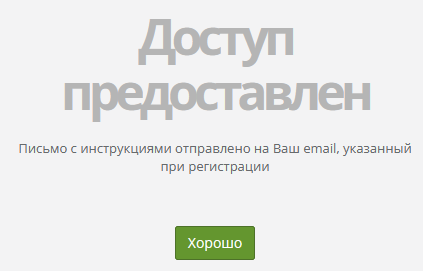 Доступ
предоставлен
Письмо с инструкциями отправлено на Ваш email, указанный
при регистрации
Хорошо